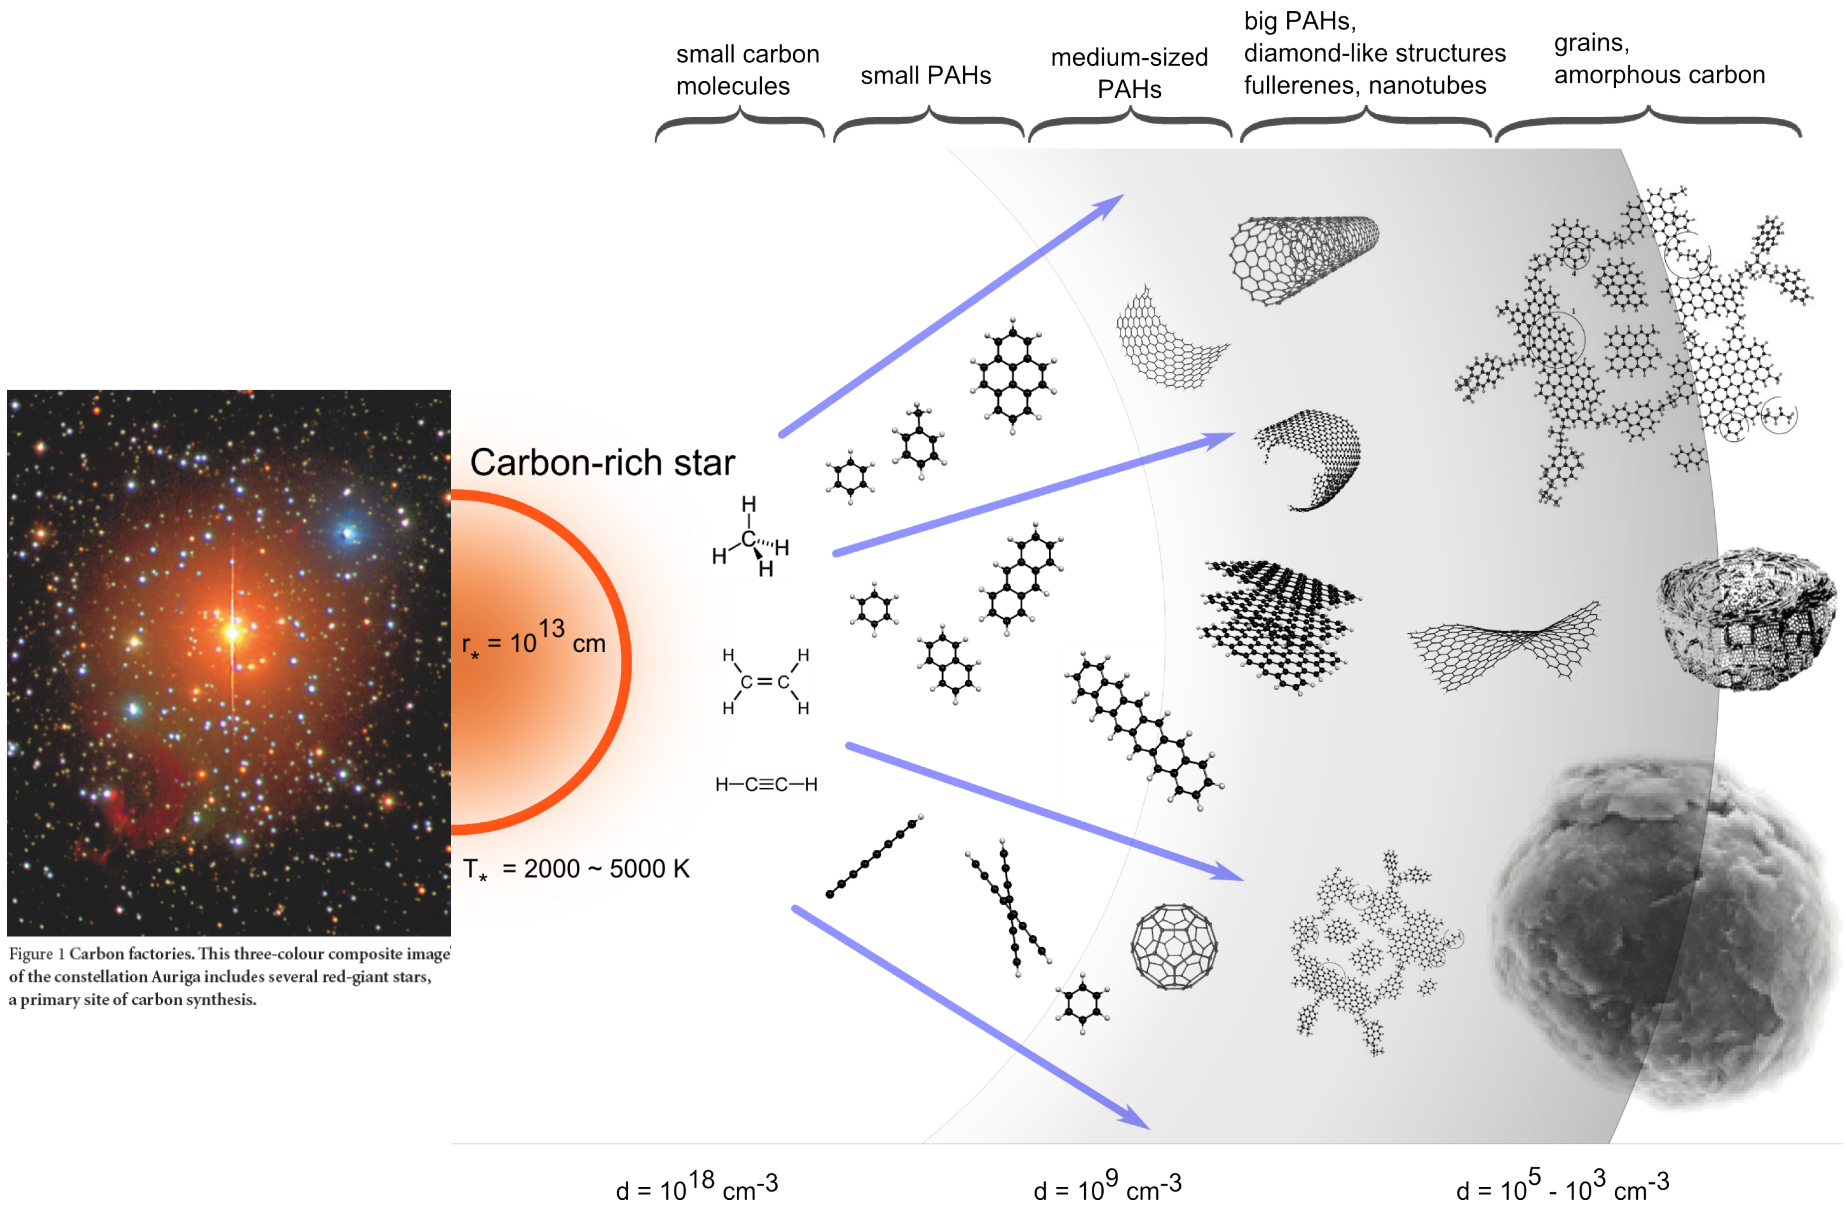 small carbon
molecules
small PAHs
medium-sized
PAHs
big PAHs,
diamond-like structures
fullerenes, nanotubes
grains,
amorphous carbon
Carbon-rich star
r* = 10^13 cm
T* = 2000 ~ 5000 K
H
C
H
H
H
H H
C=C
H H
H-C≡C-H
1
Figure 1 Carbon factories. This three-colour composite image
of the constellation Auriga includes several red-giant stars,
a primary site of carbon synthesis.
d = 10^18 cm-3
d = 10^9 cm-3
d = 10^5 - 10^3 cm-3